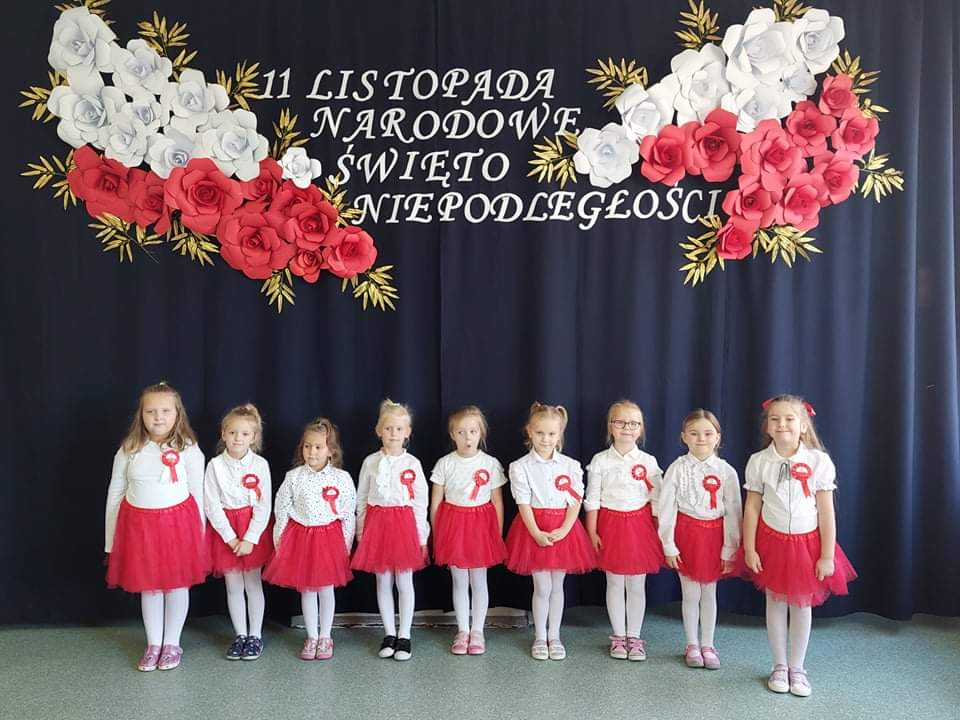 11 LISTOPADA
NARODOWE
ŚWIĘTO
NIEPODLEGŁOŚCI